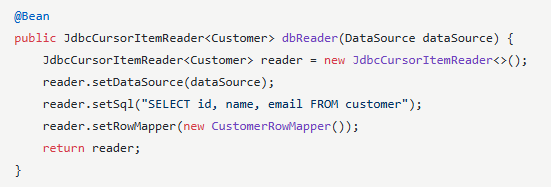 @Bean
public JdbcCursorItemReader<Customer> dbReader(DataSource dataSource) {
    JdbcCursorItemReader<Customer> reader = new JdbcCursorItemReader<>();
    reader.setDataSource(dataSource);
    reader.setSql("SELECT id, name, email FROM customer");
    reader.setRowMapper(new CustomerRowMapper());
    return reader;
}